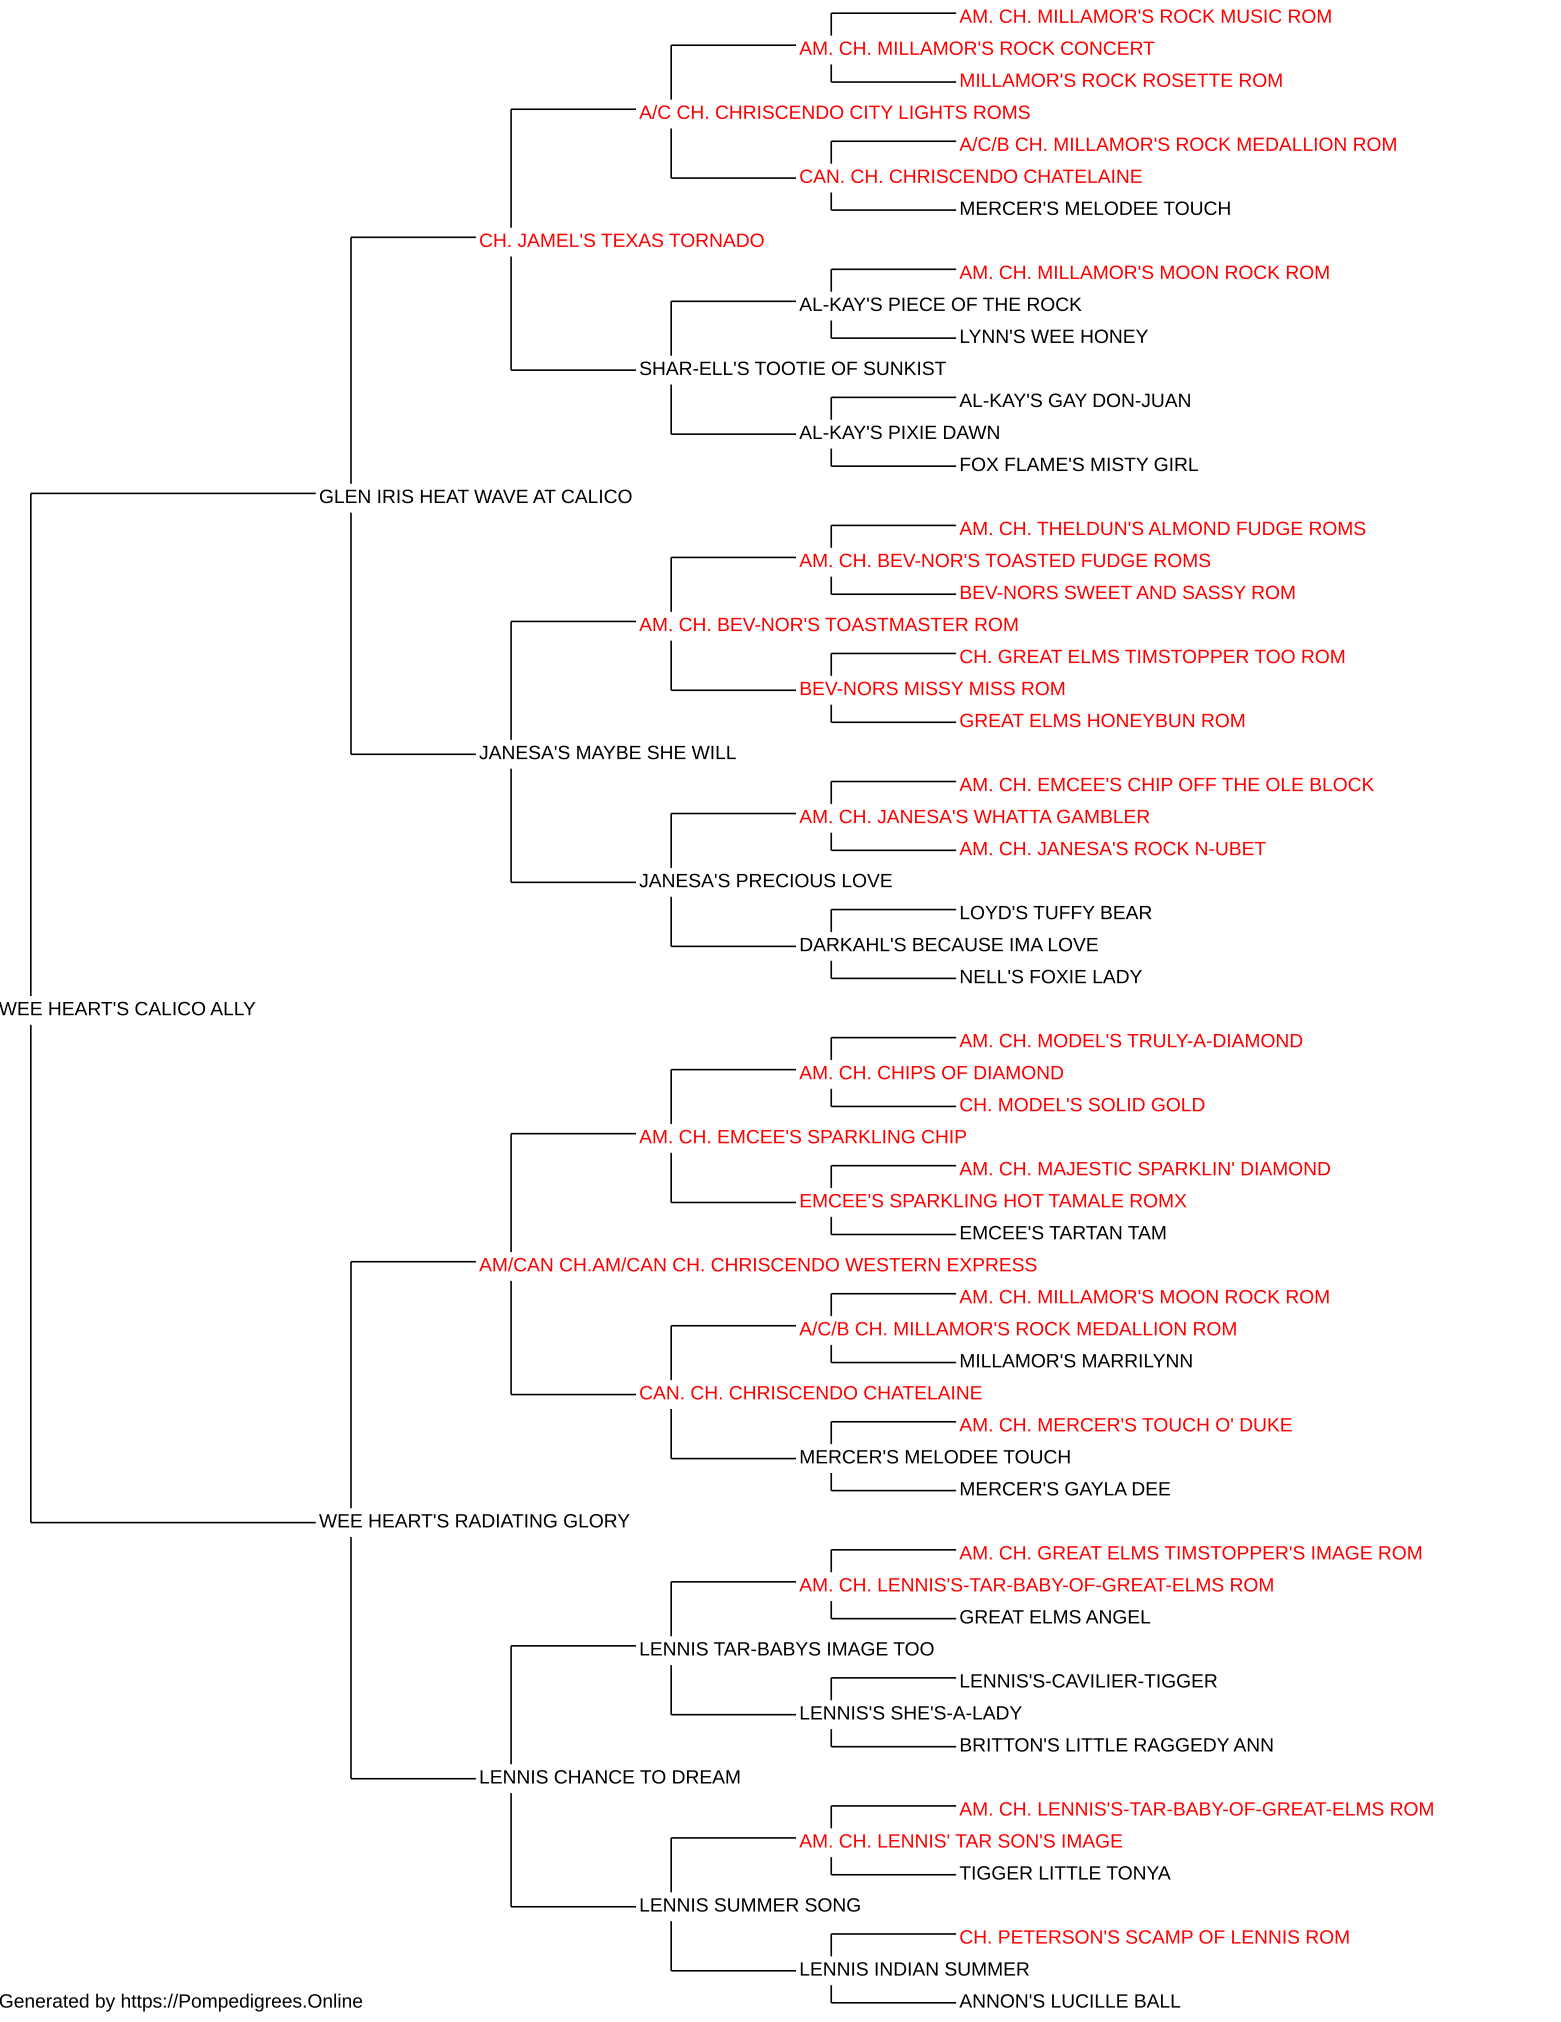 AM. CH. MILLAMOR'S ROCK MUSIC ROM
AM. CH. MILLAMOR'S ROCK CONCERT
MILLAMOR'S ROCK ROSETTE ROM
A/C CH. CHRISCENDO CITY LIGHTS ROMS
A/C/B CH. MILLAMOR'S ROCK MEDALLION ROM
CAN. CH. CHRISCENDO CHATELAINE
MERCER'S MELODEE TOUCH
CH. JAMEL'S TEXAS TORNADO
AM. CH. MILLAMOR'S MOON ROCK ROM
AL-KAY'S PIECE OF THE ROCK
LYNN'S WEE HONEY
SHAR-ELL'S TOOTIE OF SUNKIST
AL-KAY'S GAY DON-JUAN
AL-KAY'S PIXIE DAWN
FOX FLAME'S MISTY GIRL
GLEN IRIS HEAT WAVE AT CALICO
AM. CH. THELDUN'S ALMOND FUDGE ROMS
AM. CH. BEV-NOR'S TOASTED FUDGE ROMS
BEV-NORS SWEET AND SASSY ROM
AM. CH. BEV-NOR'S TOASTMASTER ROM
CH. GREAT ELMS TIMSTOPPER TOO ROM
BEV-NORS MISSY MISS ROM
GREAT ELMS HONEYBUN ROM
JANESA'S MAYBE SHE WILL
AM. CH. EMCEE'S CHIP OFF THE OLE BLOCK
AM. CH. JANESA'S WHATTA GAMBLER
AM. CH. JANESA'S ROCK N-UBET
JANESA'S PRECIOUS LOVE
LOYD'S TUFFY BEAR
DARKAHL'S BECAUSE IMA LOVE
NELL'S FOXIE LADY
WEE HEART'S CALICO ALLY
AM. CH. MODEL'S TRULY-A-DIAMOND
AM. CH. CHIPS OF DIAMOND
CH. MODEL'S SOLID GOLD
AM. CH. EMCEE'S SPARKLING CHIP
AM. CH. MAJESTIC SPARKLIN' DIAMOND
EMCEE'S SPARKLING HOT TAMALE ROMX
EMCEE'S TARTAN TAM
AM/CAN CH.AM/CAN CH. CHRISCENDO WESTERN EXPRESS
AM. CH. MILLAMOR'S MOON ROCK ROM
A/C/B CH. MILLAMOR'S ROCK MEDALLION ROM
MILLAMOR'S MARRILYNN
CAN. CH. CHRISCENDO CHATELAINE
AM. CH. MERCER'S TOUCH O' DUKE
MERCER'S MELODEE TOUCH
MERCER'S GAYLA DEE
WEE HEART'S RADIATING GLORY
AM. CH. GREAT ELMS TIMSTOPPER'S IMAGE ROM
AM. CH. LENNIS'S-TAR-BABY-OF-GREAT-ELMS ROM
GREAT ELMS ANGEL
LENNIS TAR-BABYS IMAGE TOO
LENNIS'S-CAVILIER-TIGGER
LENNIS'S SHE'S-A-LADY
BRITTON'S LITTLE RAGGEDY ANN
LENNIS CHANCE TO DREAM
AM. CH. LENNIS'S-TAR-BABY-OF-GREAT-ELMS ROM
AM. CH. LENNIS' TAR SON'S IMAGE
TIGGER LITTLE TONYA
LENNIS SUMMER SONG
CH. PETERSON'S SCAMP OF LENNIS ROM
LENNIS INDIAN SUMMER
ANNON'S LUCILLE BALL
Generated by https://Pompedigrees.Online